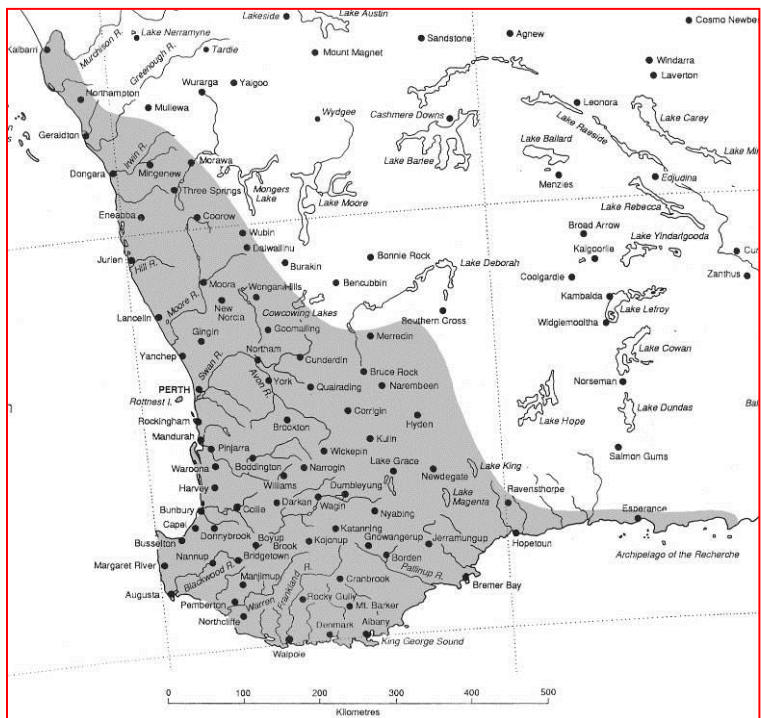 Lakeside
Lake Austin
Cosmo Newber
Murchison R.
Lake Nerramyne
Sandstone
Agnew
Kalbarri
Greenough R.
Tardie
Mount Magnet
Windarra
Laverton
Northampton
Wurarga
Yalgoo
Mullewa
Wydgee
Cashmere Downs
Leonora
Lake Carey
Geraldton
Irwin R.
Lake Raeside
Lake Ballard
Lake Barlee
Lake Mi
Morawa
Dongara
Mingenew
Menzies
Edjudina
Three Springs
Mongers
Lake
Lake Moore
Lake Rebecca
Eneabba
Coorow
Wubin
Broad Arrow
Lake Yindarlgooda
Dalwallinu
Kalgoorlie
Cu
Jurien
Hill R.
Burakin
Bonnie Rock
Lake Deborah
Coolgardie
Zanthus
Moora
Wongan Hills
Bencubbin
Kambalda
Moore R.
New
Norcia
Cowcowing Lakes
Southern Cross
Lake Lefroy
Lancelin
Widgiemooltha
Gingin
Goomalling
Merredin
Yanchep
Northam
Cunderdin
Lake Cowan
Swan R.
Avon R.
Bruce Rock
York
Quairading
Narembeen
Norseman
PERTH
Rottnest I.
Corrigin
Hyden
Lake Hope
Lake Dundas
Rockingham
Brookton
Mandurah
Pinjarra
Kulin
Wickepin
Salmon Gums
Waroona
Boddington
Narrogin
Lake Grace
Newdegate
Lake King
Williams
Harvey
Dumbleyung
Lake
Magenta
Ravensthorpe
Darkan
Wagin
Bunbury
Collie
Nyabing
Esperance
Capel
Donnybrook
Katanning
Busselton
Boyup
Brook
Kojonup
Gnowangerup
Jerramungup
Hopetoun
Nannup
Bridgetown
Borden
Archipelago of the Recherche
Margaret River
Blackwood R.
Manjimup
Frankland
R.
Cranbrook
Pallinup R.
Bremer Bay
Augusta
Pemberton
Warren
Rocky Gully
Mt. Barker
Northcliffe
Denmark
Albany
King George Sound
Walpole
0 100 200 300 400 500
Kilometres